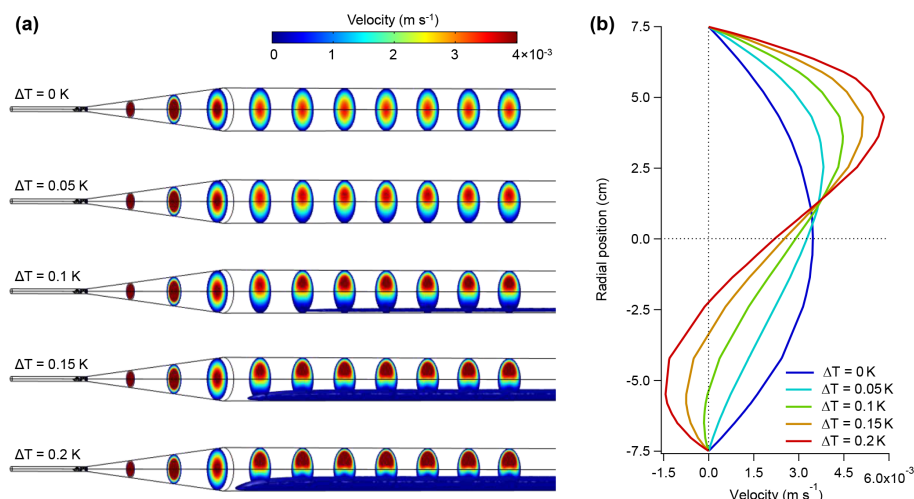 (a)
Velocity (m s⁻¹)
0 1 2 3 4×10⁻³
ΔT = 0 K
ΔT = 0.05 K
ΔT = 0.1 K
ΔT = 0.15 K
ΔT = 0.2 K
(b)
7.5
5.0
2.5
0.0
-2.5
-5.0
-7.5
Radial position (cm)
ΔT = 0 K
ΔT = 0.05 K
ΔT = 0.1 K
ΔT = 0.15 K
ΔT = 0.2 K
-1.5 0.0 1.5 3.0 4.5 6.0x10⁻³
Velocity (m s⁻¹)